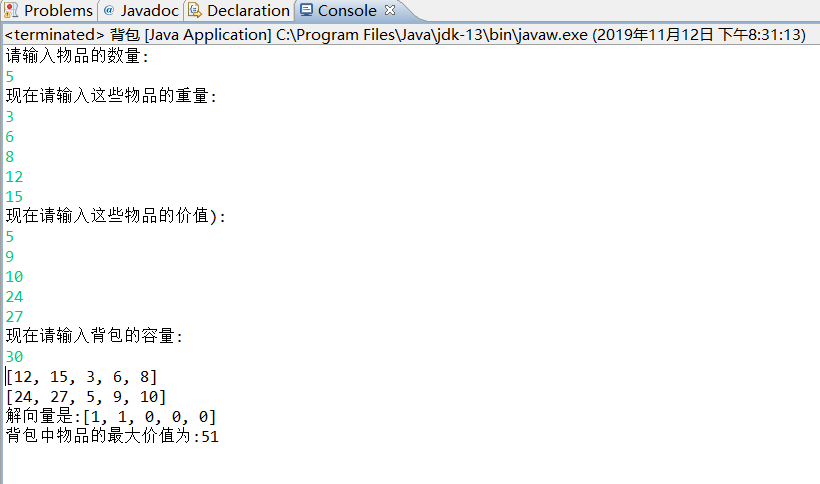 Problems @ Javadoc Declaration Console
<terminated> 背包 [Java Application] C:\Program Files\Java\jdk-13\bin\javaw.exe (2019年11月12日 下午8:31:13)
请输入物品的数量:
5
现在请输入这些物品的重量:
3
6
8
12
15
现在请输入这些物品的价值):
5
9
10
24
27
现在请输入背包的容量:
30
[12, 15, 3, 6, 8]
[24, 27, 5, 9, 10]
解向量是:[1, 1, 0, 0, 0]
背包中物品的最大价值为:51